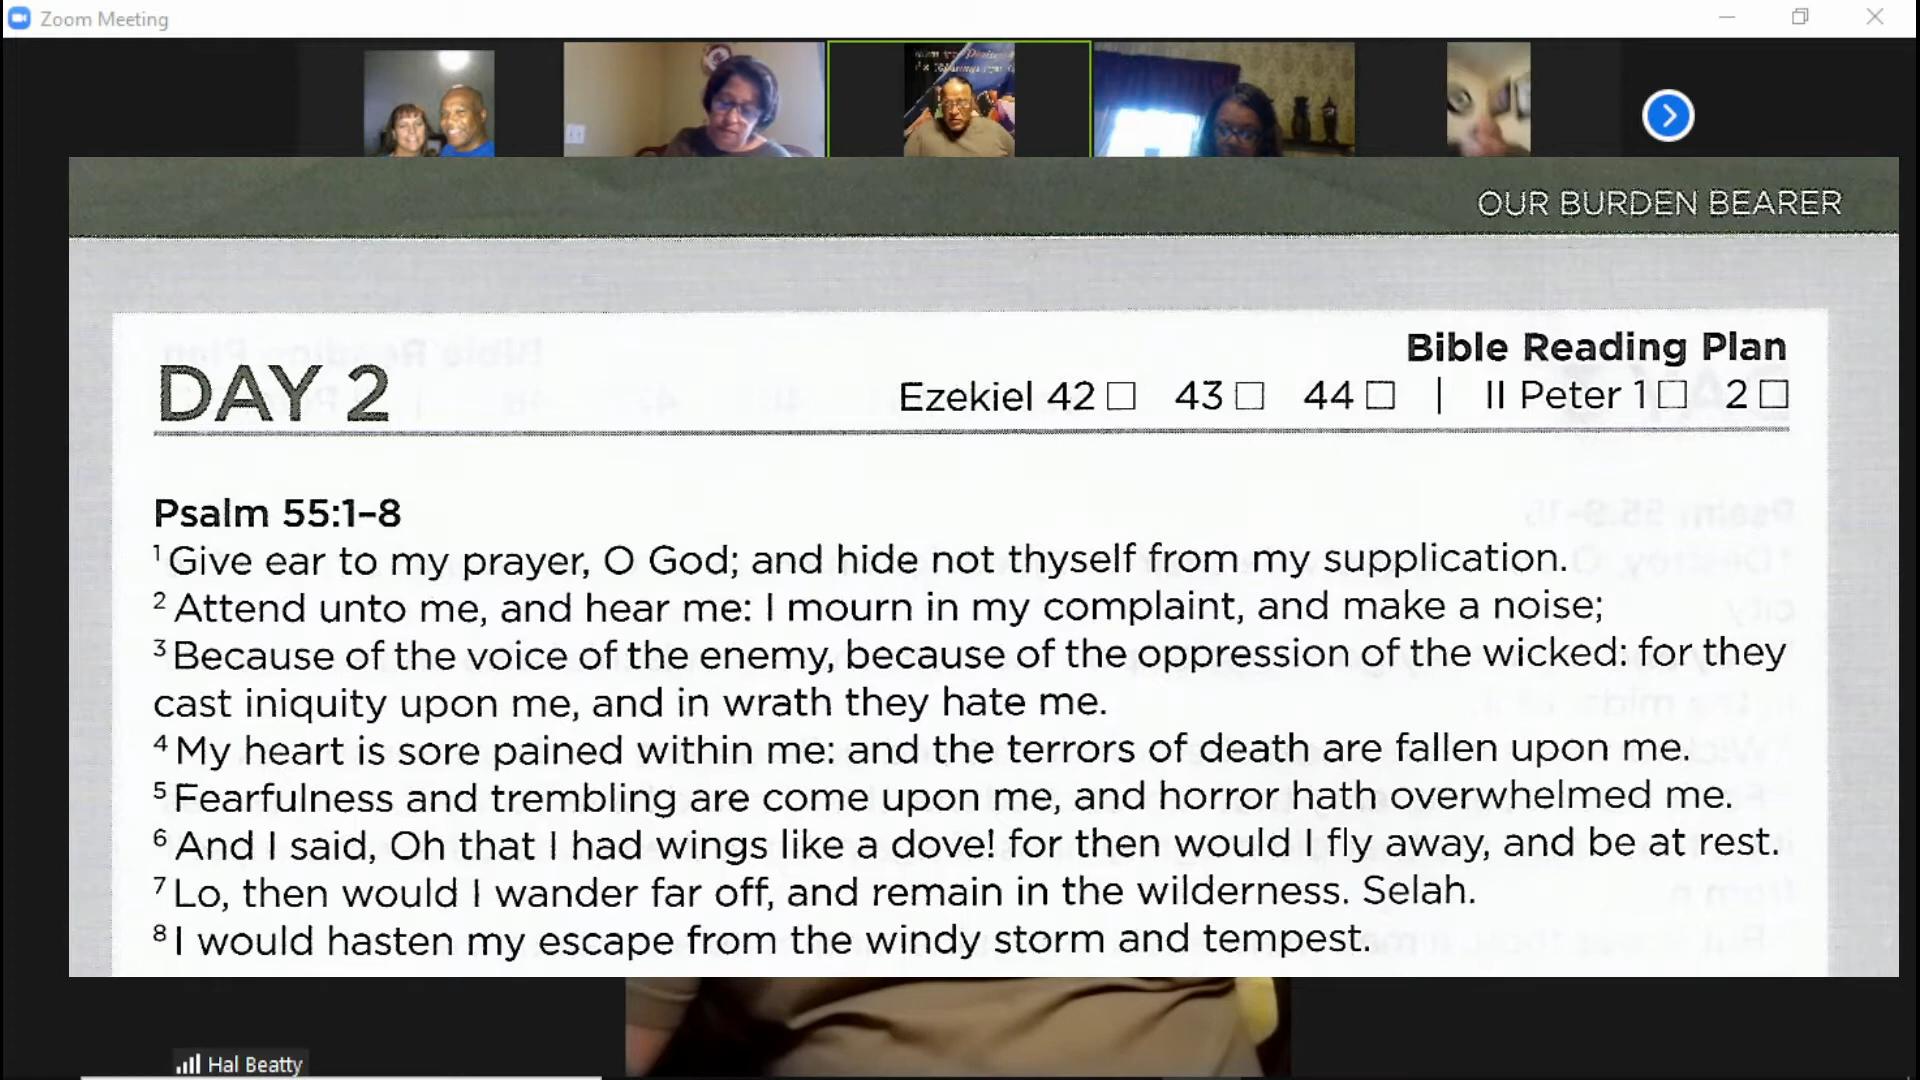 Zoom Meeting
OUR BURDEN BEARER
Bible Reading Plan
DAY 2
Ezekiel 42 □ 43 □ 44 □ | II Peter 1 □ 2 □
Psalm 55:1–8
1 Give ear to my prayer, O God; and hide not thyself from my supplication.
2 Attend unto me, and hear me: I mourn in my complaint, and make a noise;
3 Because of the voice of the enemy, because of the oppression of the wicked: for they
cast iniquity upon me, and in wrath they hate me.
4 My heart is sore pained within me: and the terrors of death are fallen upon me.
5 Fearfulness and trembling are come upon me, and horror hath overwhelmed me.
6 And I said, Oh that I had wings like a dove! for then would I fly away, and be at rest.
7 Lo, then would I wander far off, and remain in the wilderness. Selah.
8 I would hasten my escape from the windy storm and tempest.
Hal Beatty